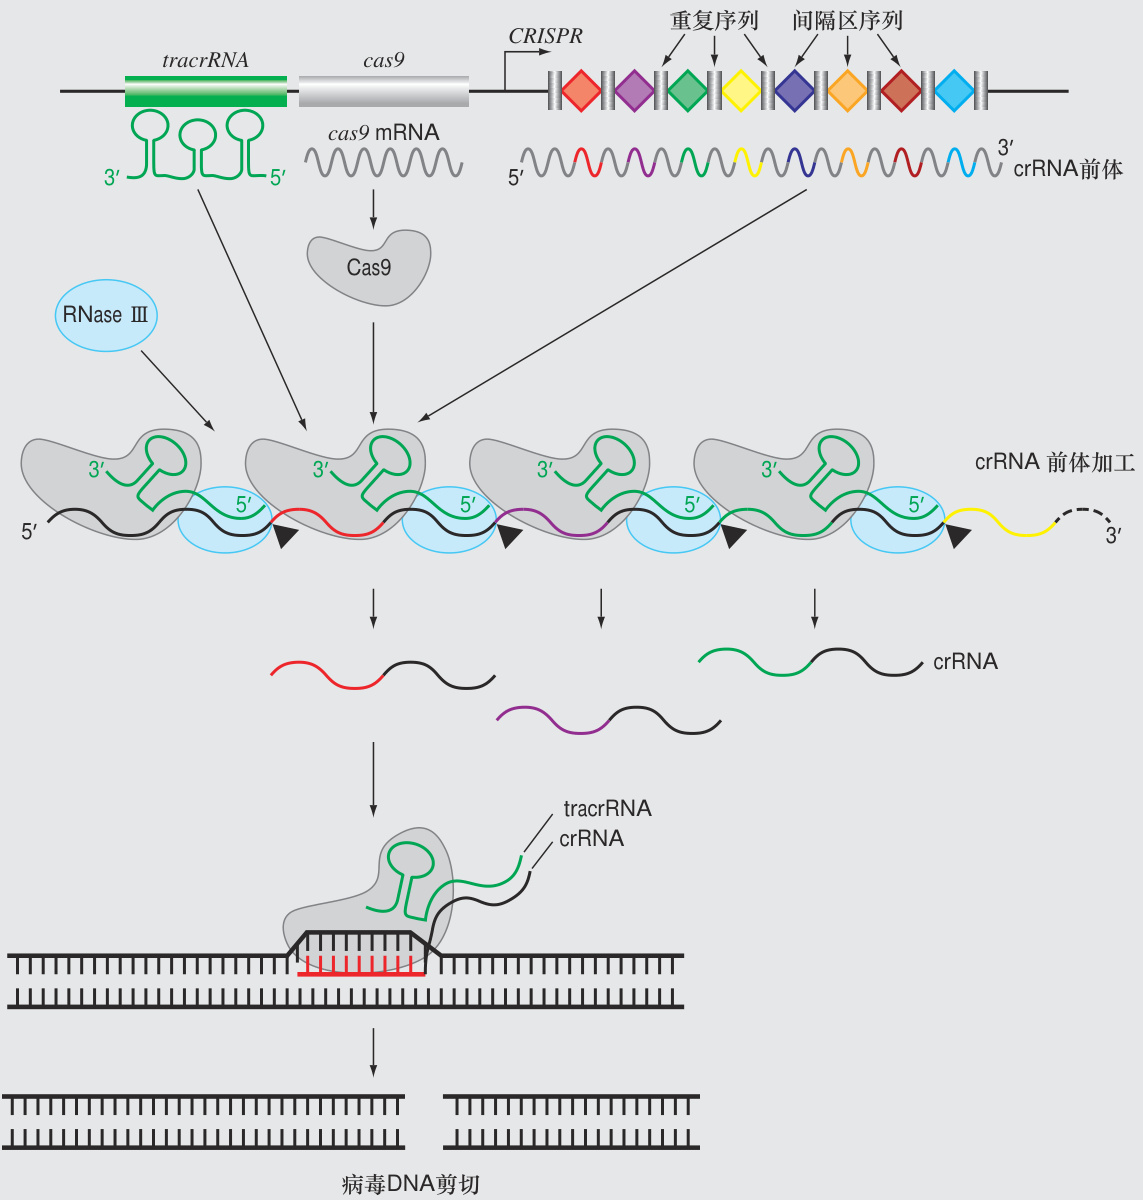 重复序列 间隔区序列
CRISPR
tracrRNA cas9
cas9 mRNA
3′ 5′
5′ 3′
crRNA前体
Cas9
RNase Ⅲ
3′ 3′ 3′ 3′
crRNA 前体加工
5′ 5′ 5′ 5′
5′ 3′
crRNA
tracrRNA
crRNA
病毒DNA剪切